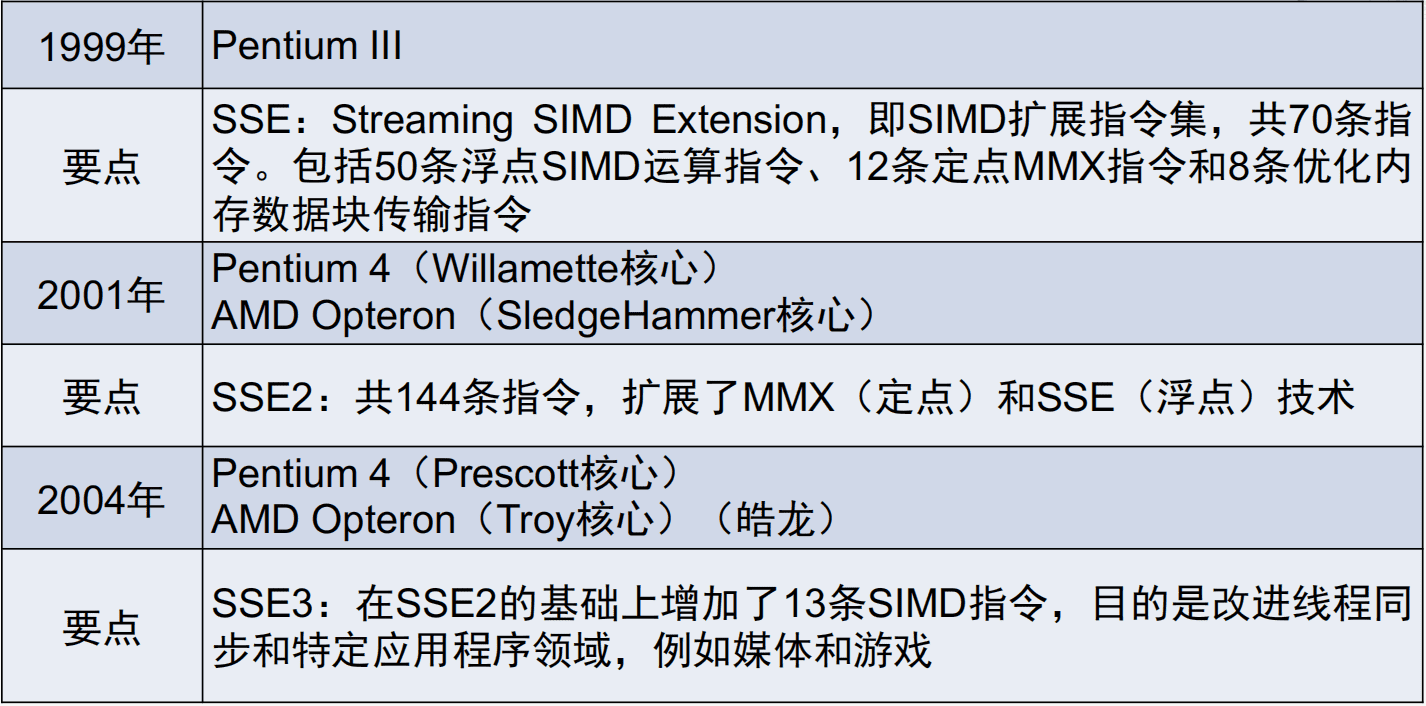 1999年
Pentium III
要点
SSE：Streaming SIMD Extension，即SIMD扩展指令集，共70条指
令。包括50条浮点SIMD运算指令、12条定点MMX指令和8条优化内
存数据块传输指令
2001年
Pentium 4（Willamette核心）
AMD Opteron（SledgeHammer核心）
要点
SSE2：共144条指令，扩展了MMX（定点）和SSE（浮点）技术
2004年
Pentium 4（Prescott核心）
AMD Opteron（Troy核心）（皓龙）
要点
SSE3：在SSE2的基础上增加了13条SIMD指令，目的是改进线程同
步和特定应用程序领域，例如媒体和游戏